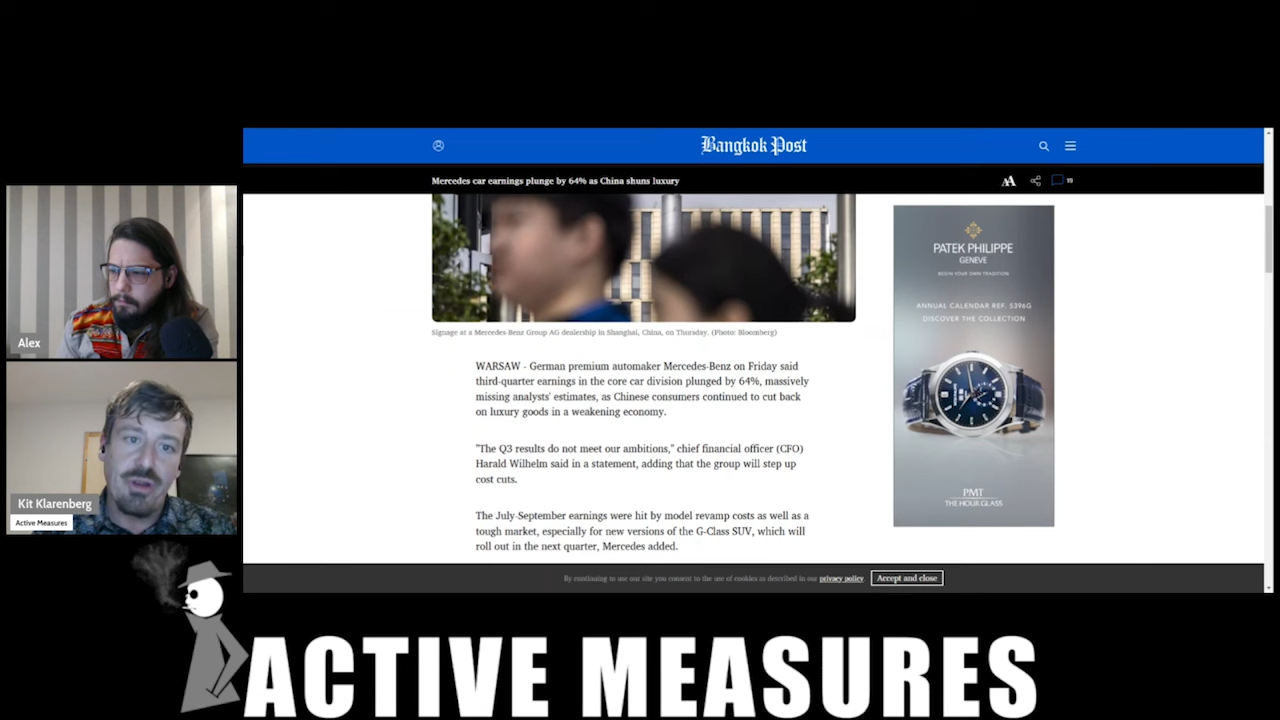 Bangkok Post
Mercedes car earnings plunge by 64% as China shuns luxury
AA
19
Signage at a Mercedes-Benz Group AG dealership in Shanghai, China, on Thursday. (Photo: Bloomberg)
WARSAW - German premium automaker Mercedes-Benz on Friday said
third-quarter earnings in the core car division plunged by 64%, massively
missing analysts' estimates, as Chinese consumers continued to cut back
on luxury goods in a weakening economy.
"The Q3 results do not meet our ambitions," chief financial officer (CFO)
Harald Wilhelm said in a statement, adding that the group will step up
cost cuts.
The July-September earnings were hit by model revamp costs as well as a
tough market, especially for new versions of the G-Class SUV, which will
roll out in the next quarter, Mercedes added.
PATEK PHILIPPE
GENEVE
BEGIN YOUR OWN TRADITION
ANNUAL CALENDAR REF. 5396G
DISCOVER THE COLLECTION
PMT
THE HOUR GLASS
By continuing to use our site you consent to the use of cookies as described in our privacy policy
Accept and close
Alex
Kit Klarenberg
Active Measures
ACTIVE MEASURES